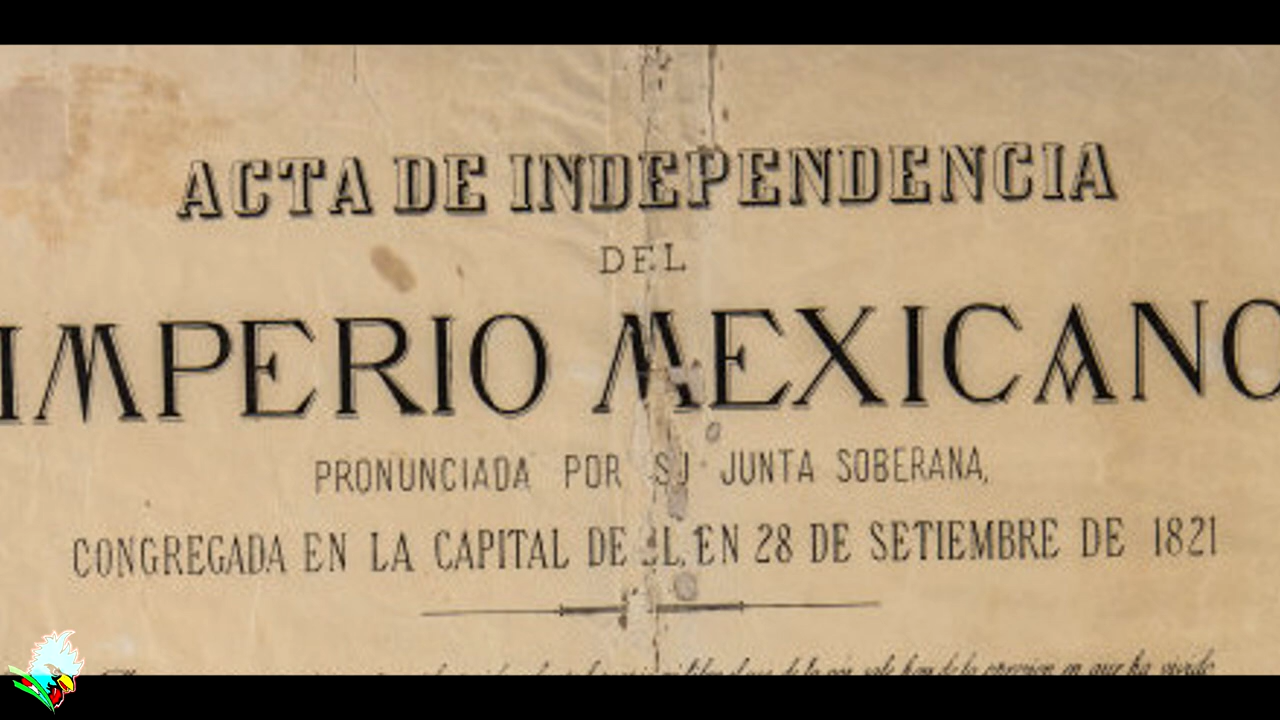 ACTA DE INDEPENDENCIA
DEL
IMPERIO MEXICANO
PRONUNCIADA POR SU JUNTA SOBERANA,
CONGREGADA EN LA CAPITAL DE EL, EN 28 DE SETIEMBRE DE 1821